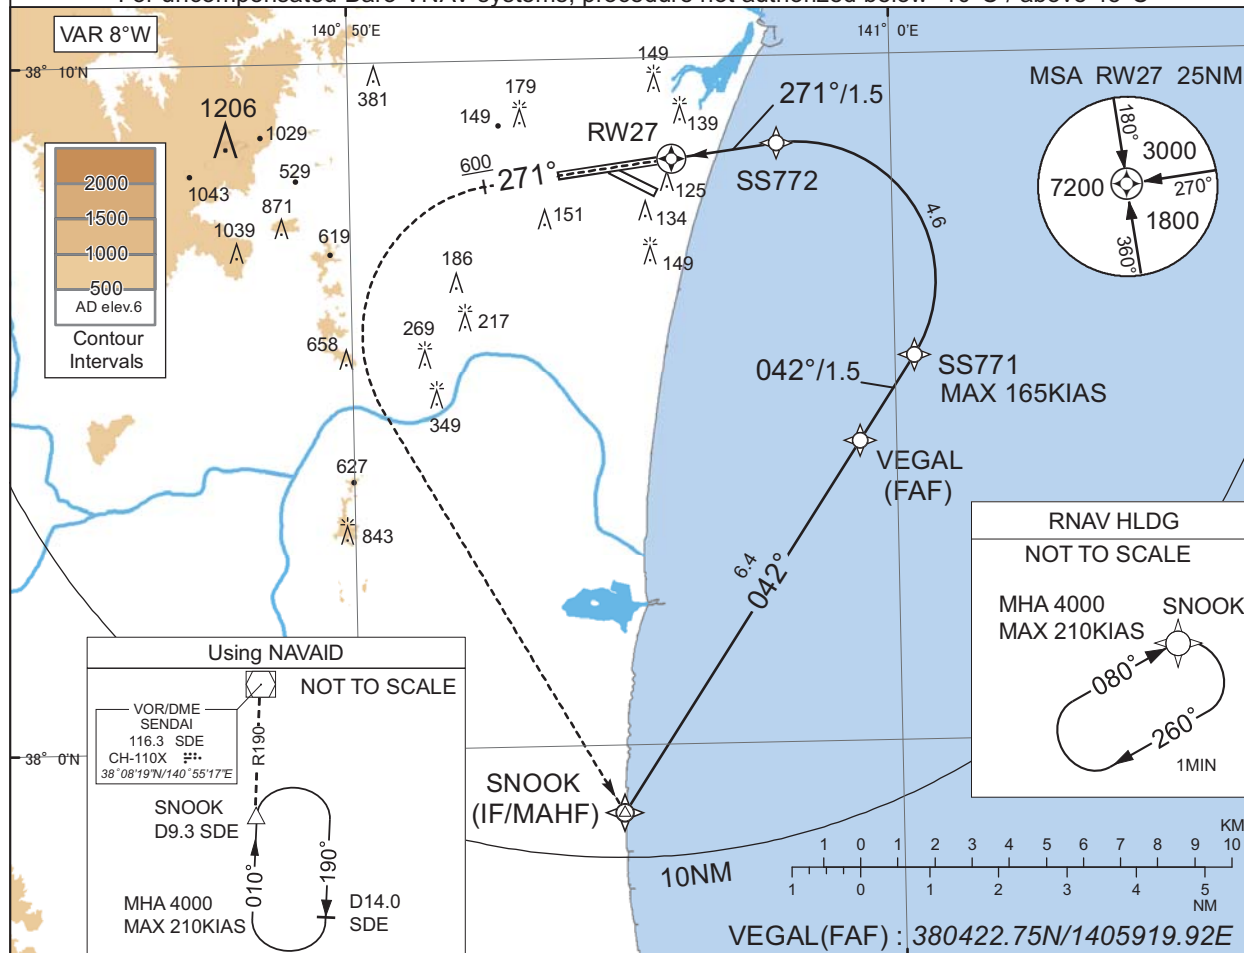 VAR 8°W
140° 50'E
141° 0'E
38° 10'N
149
381
179
149
139
271°/1.5
MSA RW27 25NM
180°
3000
7200
270°
1800
360°
1206
1029
529
1043
871
1039
619
2000
1500
1000
500
AD elev.6
Contour
Intervals
RW27
600
271°
125
134
151
149
SS772
4.6
186
217
269
658
349
042°/1.5
SS771
MAX 165KIAS
VEGAL
(FAF)
627
843
6.4
042°
RNAV HLDG
NOT TO SCALE
MHA 4000
MAX 210KIAS
SNOOK
080°
260°
1MIN
Using NAVAID
NOT TO SCALE
VOR/DME
SENDAI
116.3 SDE
CH-110X
38°08'19"N/140°55'17"E
R190
SNOOK
D9.3 SDE
010°
190°
MHA 4000
MAX 210KIAS
D14.0
SDE
38° 0'N
SNOOK
(IF/MAHF)
10NM
KM
1 0 1 2 3 4 5 6 7 8 9 10
1 0 1 2 3 4 5
NM
VEGAL(FAF) : 380422.75N/1405919.92E